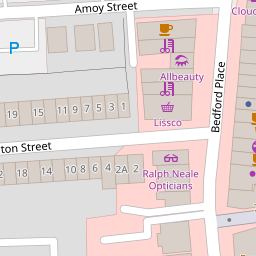 Amoy Street
Cloud
P
Allbeauty
Bedford Place
19 15 11 9 7 5 3 1
Lissco
ton Street
Ralph Neale
Opticians
18 14 10 8 6 4 2A 2